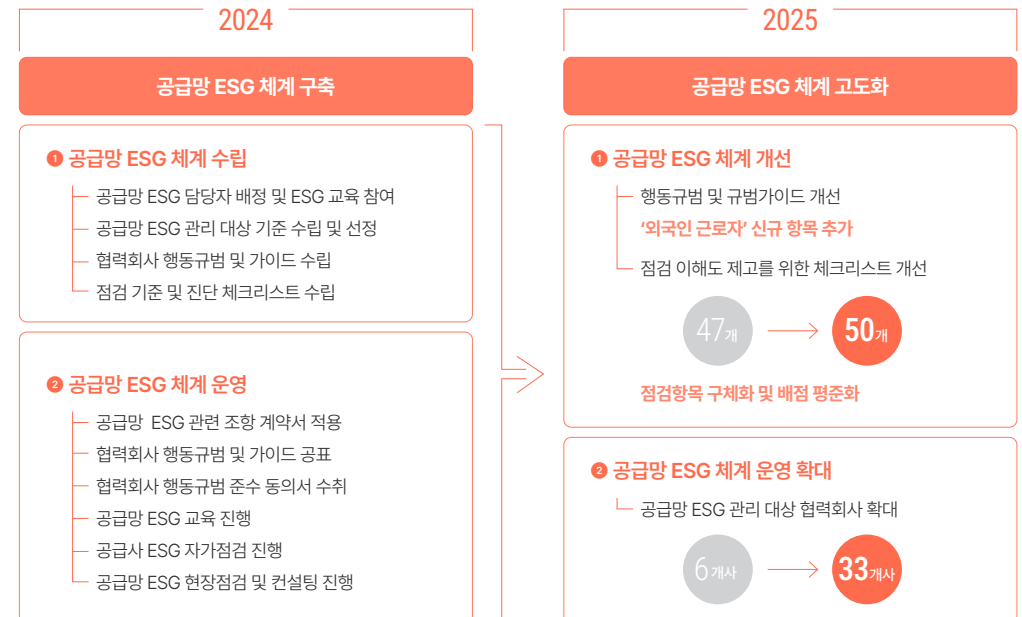 2024
공급망 ESG 체계 구축
❶ 공급망 ESG 체계 수립
공급망 ESG 담당자 배정 및 ESG 교육 참여
공급망 ESG 관리 대상 기준 수립 및 선정
협력회사 행동규범 및 가이드 수립
점검 기준 및 진단 체크리스트 수립
❷ 공급망 ESG 체계 운영
공급망 ESG 관련 조항 계약서 적용
협력회사 행동규범 및 가이드 공표
협력회사 행동규범 준수 동의서 수취
공급망 ESG 교육 진행
공급사 ESG 자가점검 진행
공급망 ESG 현장점검 및 컨설팅 진행
2025
공급망 ESG 체계 고도화
❶ 공급망 ESG 체계 개선
행동규범 및 규범가이드 개선
‘외국인 근로자’ 신규 항목 추가
점검 이해도 제고를 위한 체크리스트 개선
47개 50개
점검항목 구체화 및 배점 평준화
❷ 공급망 ESG 체계 운영 확대
공급망 ESG 관리 대상 협력회사 확대
6개사 33개사